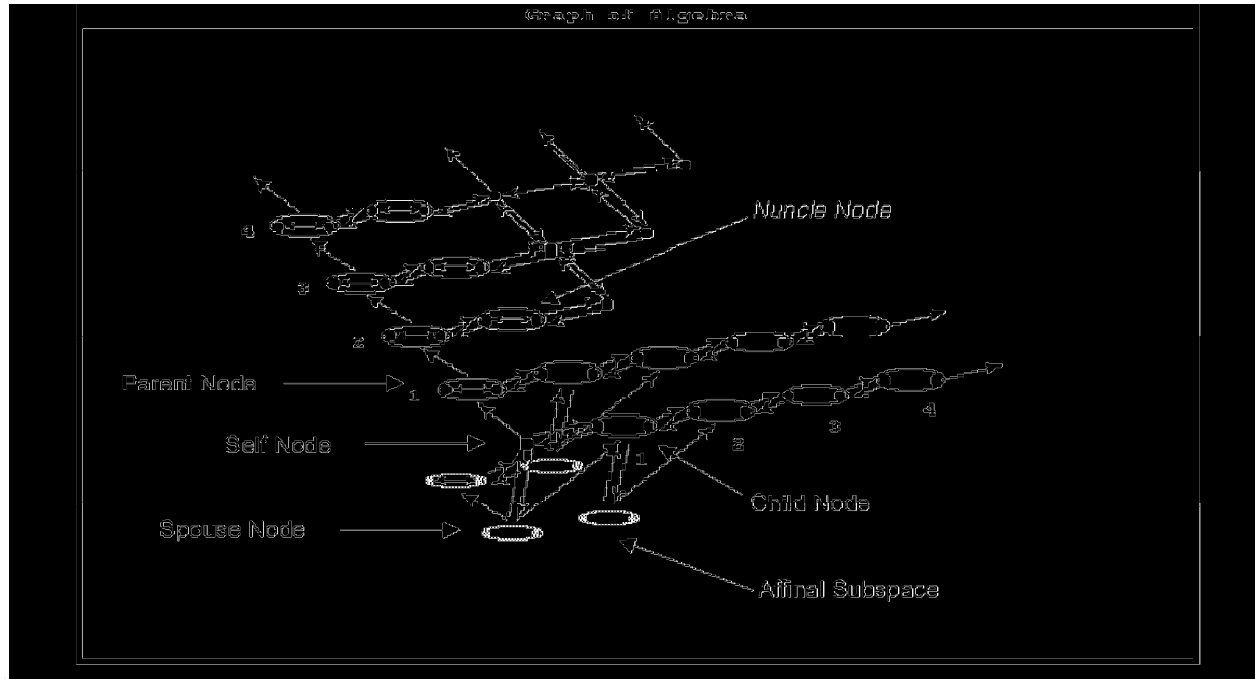 Graph of Algebra
Nuncle Node
4
3
2
Parent Node
1
4
3
2
Self Node
1
Child Node
Spouse Node
Affinal Subspace